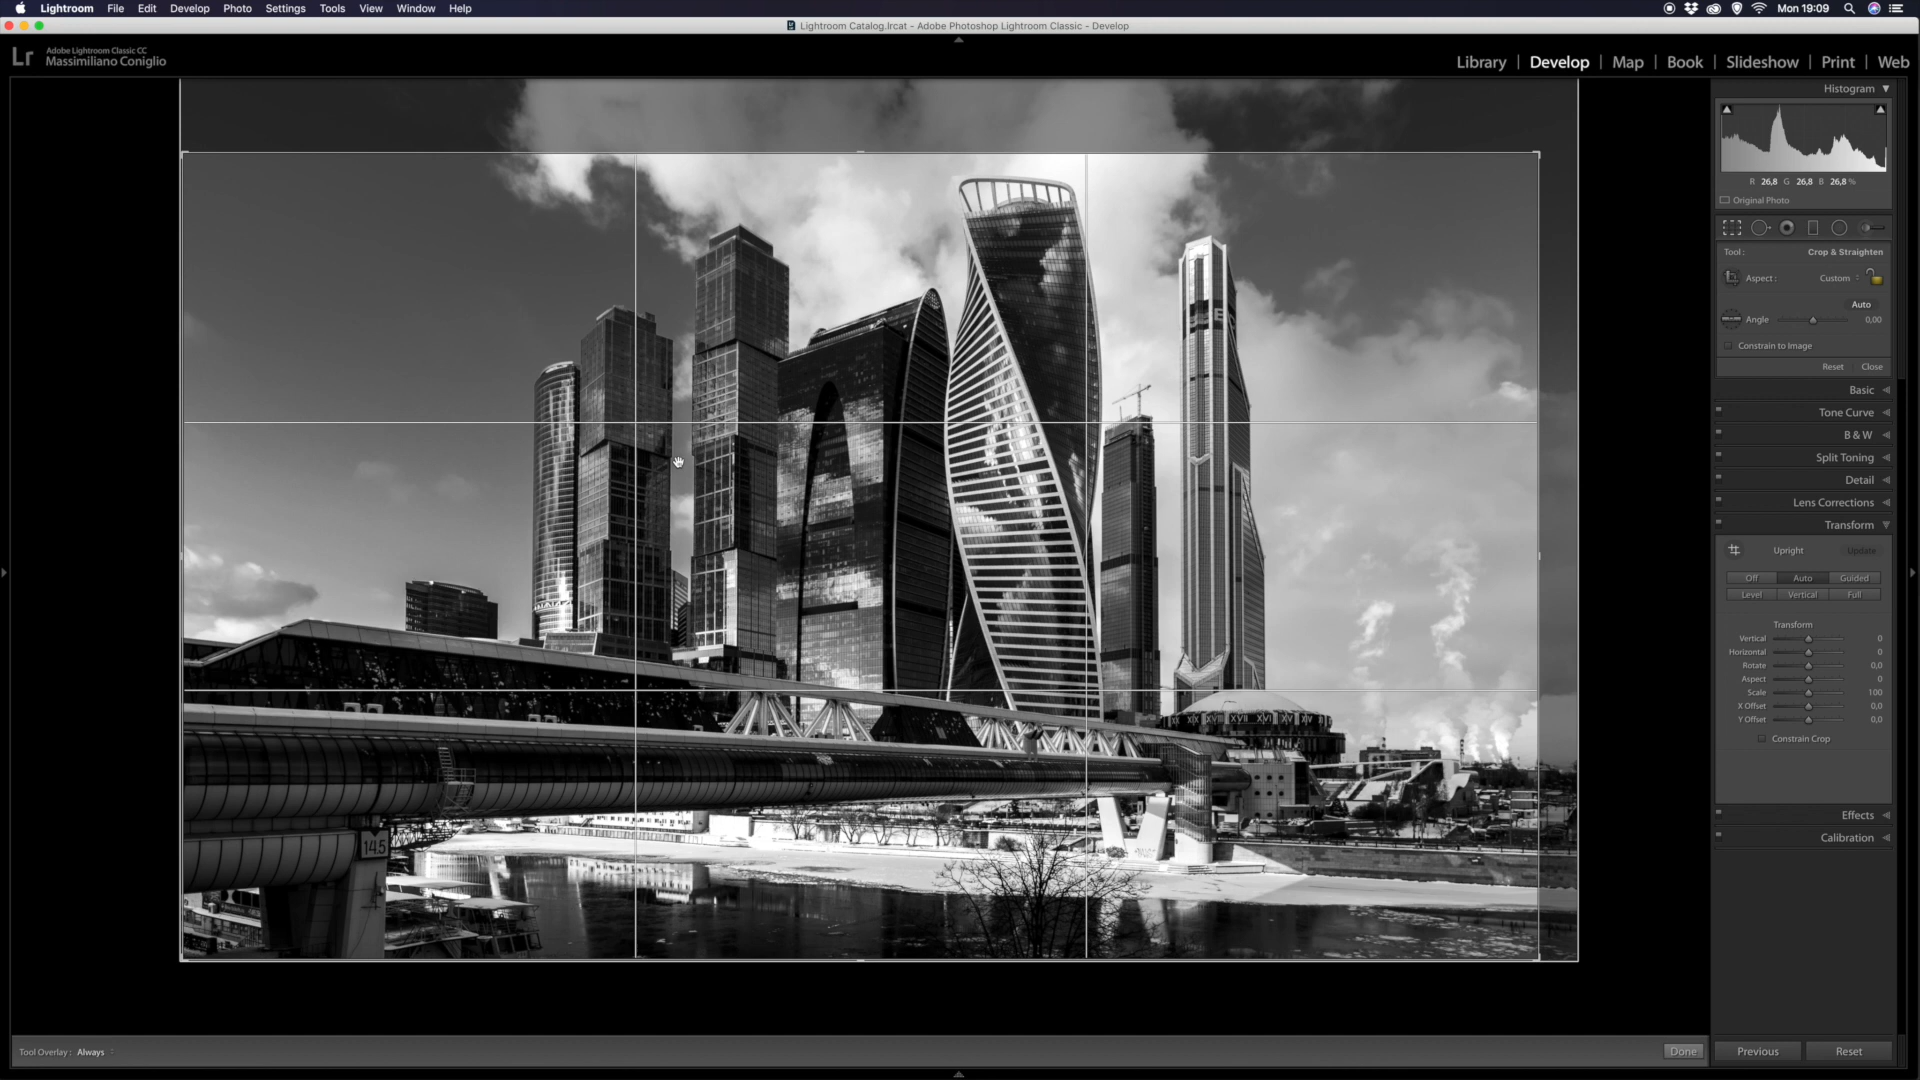 Lightroom File Edit Develop Photo Settings Tools View Window Help Mon 19:09
Lightroom Catalog.lrcat - Adobe Photoshop Lightroom Classic - Develop
Lr Adobe Lightroom Classic CC
Massimiliano Coniglio
Library | Develop | Map | Book | Slideshow | Print | Web
Histogram
R 26,8 G 26,8 B 26,8 %
Original Photo
Tool : Crop & Straighten
Aspect : Custom
Auto
Angle 0,00
Constrain to Image
Reset Close
Basic
Tone Curve
B & W
Split Toning
Detail
Lens Corrections
Transform
Upright Update
Off Auto Guided
Level Vertical Full
Transform
Vertical 0
Horizontal 0
Rotate 0,0
Aspect 0
Scale 100
X Offset 0,0
Y Offset 0,0
Constrain Crop
Effects
Calibration
145
Tool Overlay : Always
Done
Previous Reset